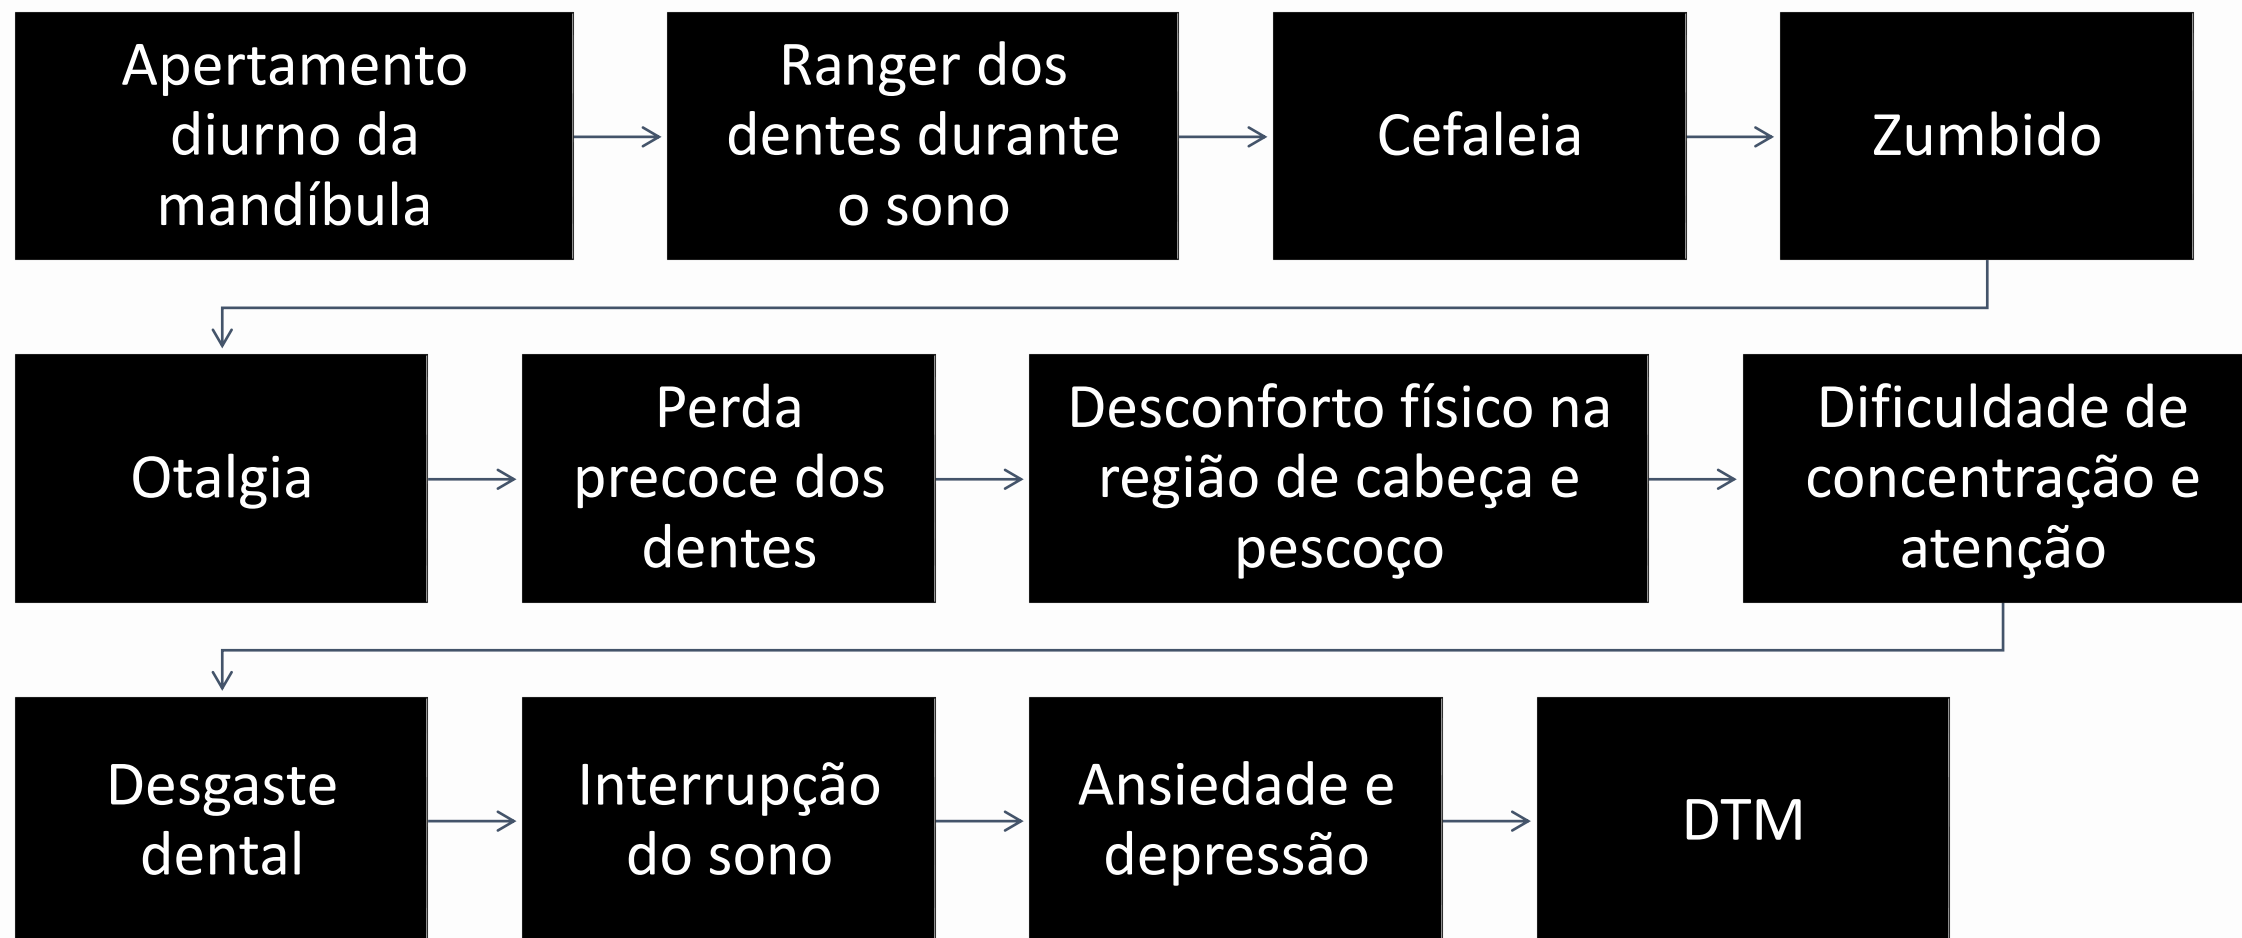 Apertamento
diurno da
mandíbula
Ranger dos
dentes durante
o sono
Cefaleia
Zumbido
Otalgia
Perda
precoce dos
dentes
Desconforto físico na
região de cabeça e
pescoço
Dificuldade de
concentração e
atenção
Desgaste
dental
Interrupção
do sono
Ansiedade e
depressão
DTM